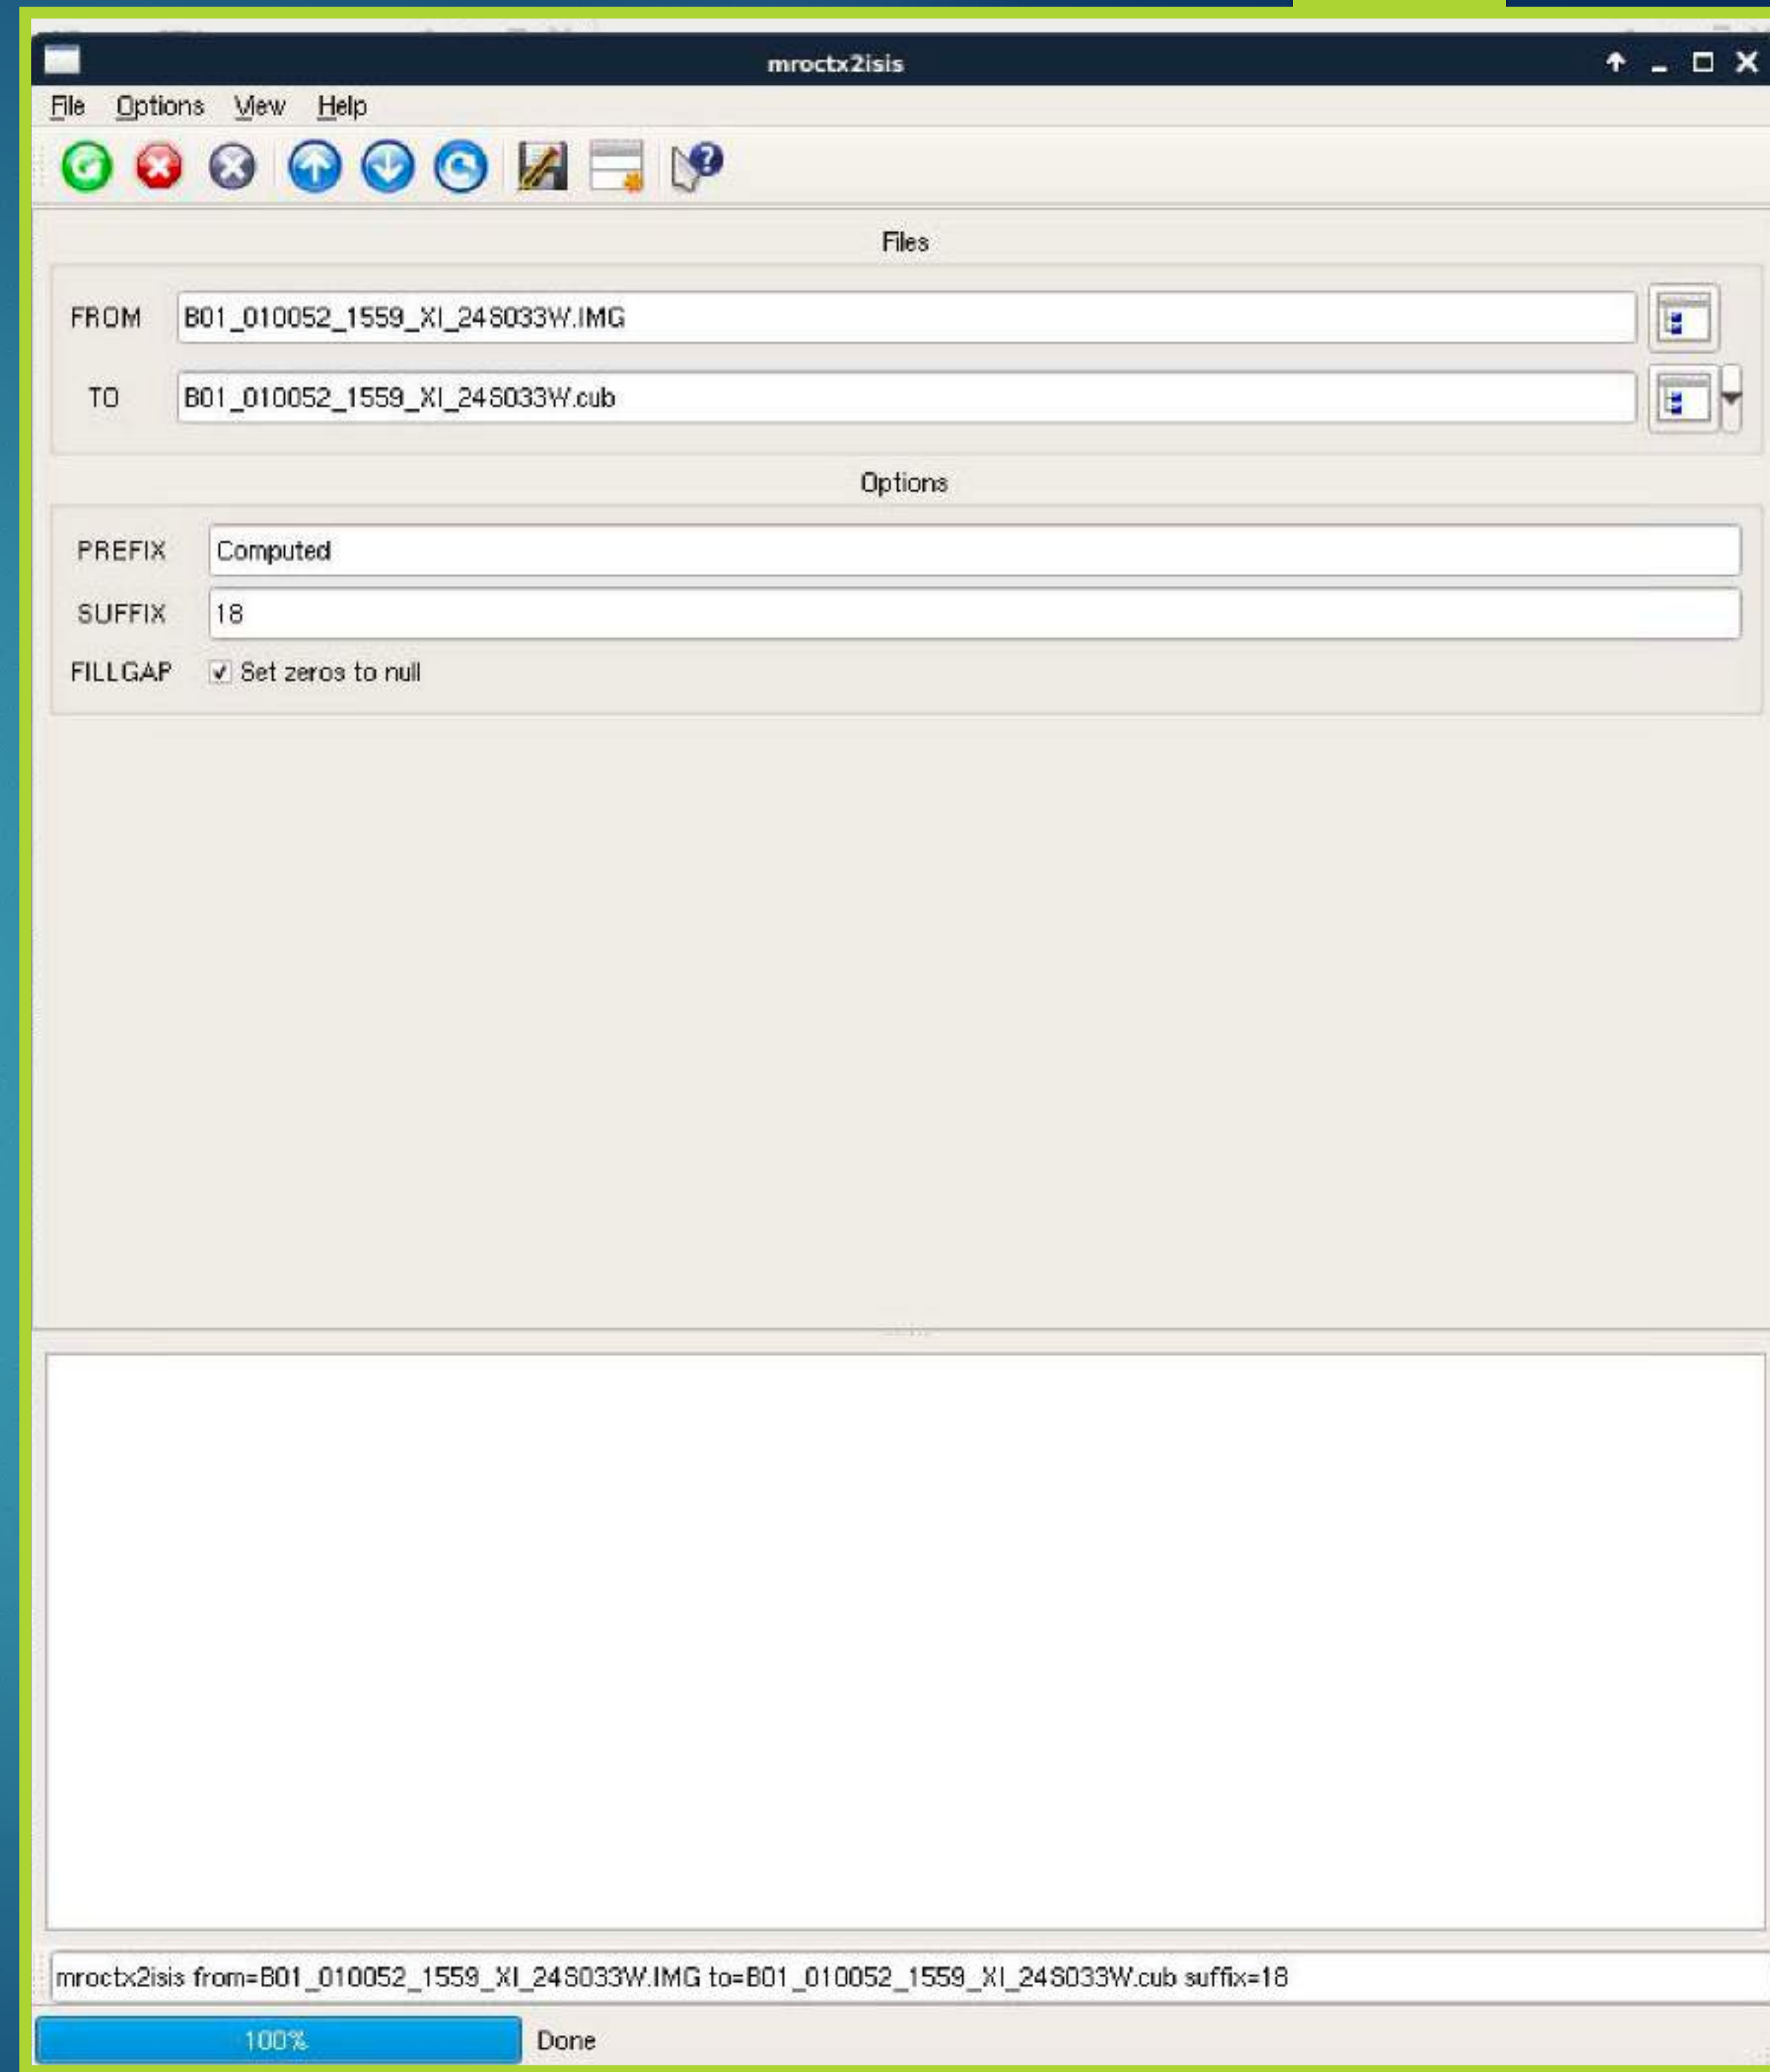 mroctx2isis
File Options View Help
Files
FROM B01_010052_1559_XI_24S033W.IMG
TO B01_010052_1559_XI_24S033W.cub
Options
PREFIX Computed
SUFFIX 18
FILLGAP Set zeros to null
mroctx2isis from=B01_010052_1559_XI_24S033W.IMG to=B01_010052_1559_XI_24S033W.cub suffix=18
100% Done